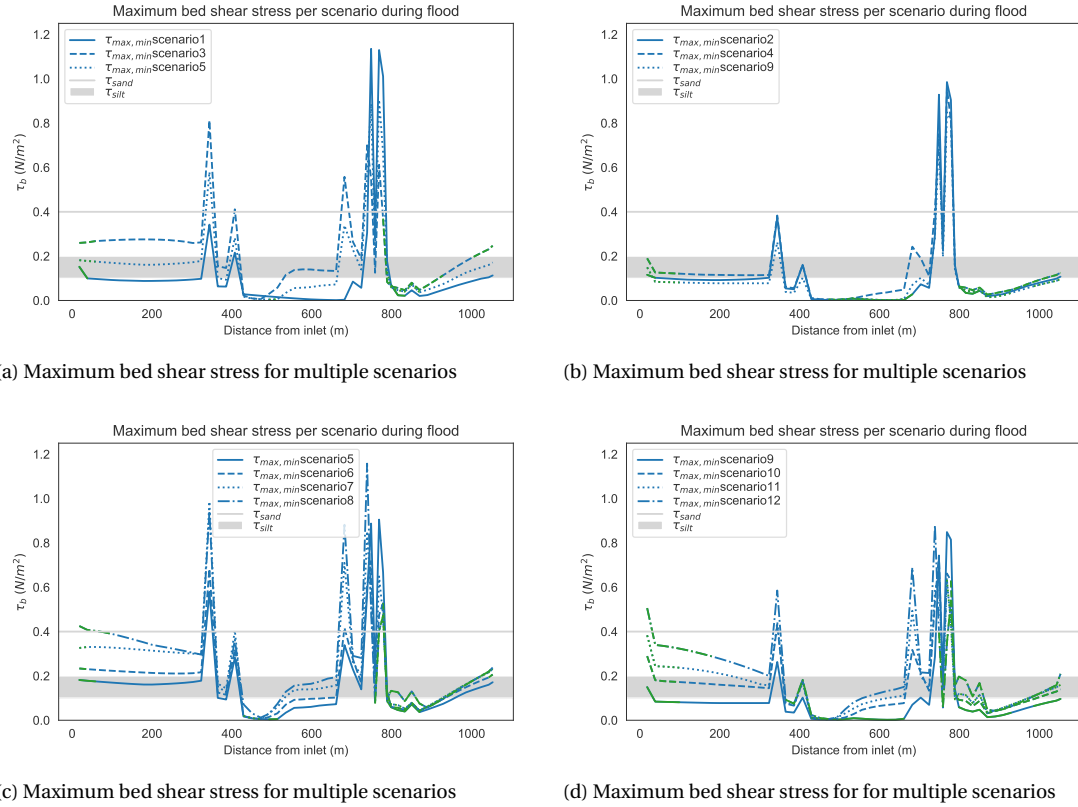 Maximum bed shear stress per scenario during flood
τmax, minscenario1
τmax, minscenario3
τmax, minscenario5
τsand
τsilt
τb (N/m²)
1.2
1.0
0.8
0.6
0.4
0.2
0.0
0 200 400 600 800 1000
Distance from inlet (m)
(a) Maximum bed shear stress for multiple scenarios
Maximum bed shear stress per scenario during flood
τmax, minscenario2
τmax, minscenario4
τmax, minscenario9
τsand
τsilt
τb (N/m²)
1.2
1.0
0.8
0.6
0.4
0.2
0.0
0 200 400 600 800 1000
Distance from inlet (m)
(b) Maximum bed shear stress for multiple scenarios
Maximum bed shear stress per scenario during flood
τmax, minscenario5
τmax, minscenario6
τmax, minscenario7
τmax, minscenario8
τsand
τsilt
τb (N/m²)
1.2
1.0
0.8
0.6
0.4
0.2
0.0
0 200 400 600 800 1000
Distance from inlet (m)
(c) Maximum bed shear stress for multiple scenarios
Maximum bed shear stress per scenario during flood
τmax, minscenario9
τmax, minscenario10
τmax, minscenario11
τmax, minscenario12
τsand
τsilt
τb (N/m²)
1.2
1.0
0.8
0.6
0.4
0.2
0.0
0 200 400 600 800 1000
Distance from inlet (m)
(d) Maximum bed shear stress for for multiple scenarios